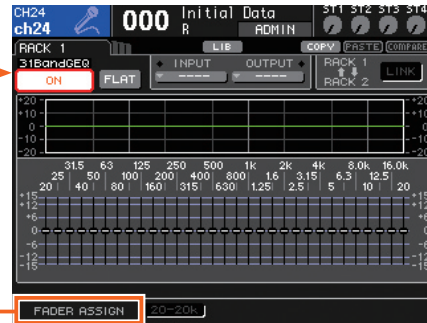 CH24
ch24
000
Initial Data
R
ADMIN
ST1 ST2 ST3 ST4
RACK 1
LIB
COPY PASTE COMPARE
31BandGEQ
ON
FLAT
INPUT
OUTPUT
RACK 1
RACK 2
LINK
+20
+10
0
-10
-20
+20
+10
0
-10
-20
31.5 63 125 250 500 1k 2k 4k 8.0k 16.0k
25 50 100 200 400 800 1.6 3.15 6.3 12.5
20 40 80 160 315 630 1.25 2.5 5 10 20
+15
+12
+6
0
-6
-12
-15
+15
+12
+6
0
-6
-12
-15
FADER ASSIGN
20-20k